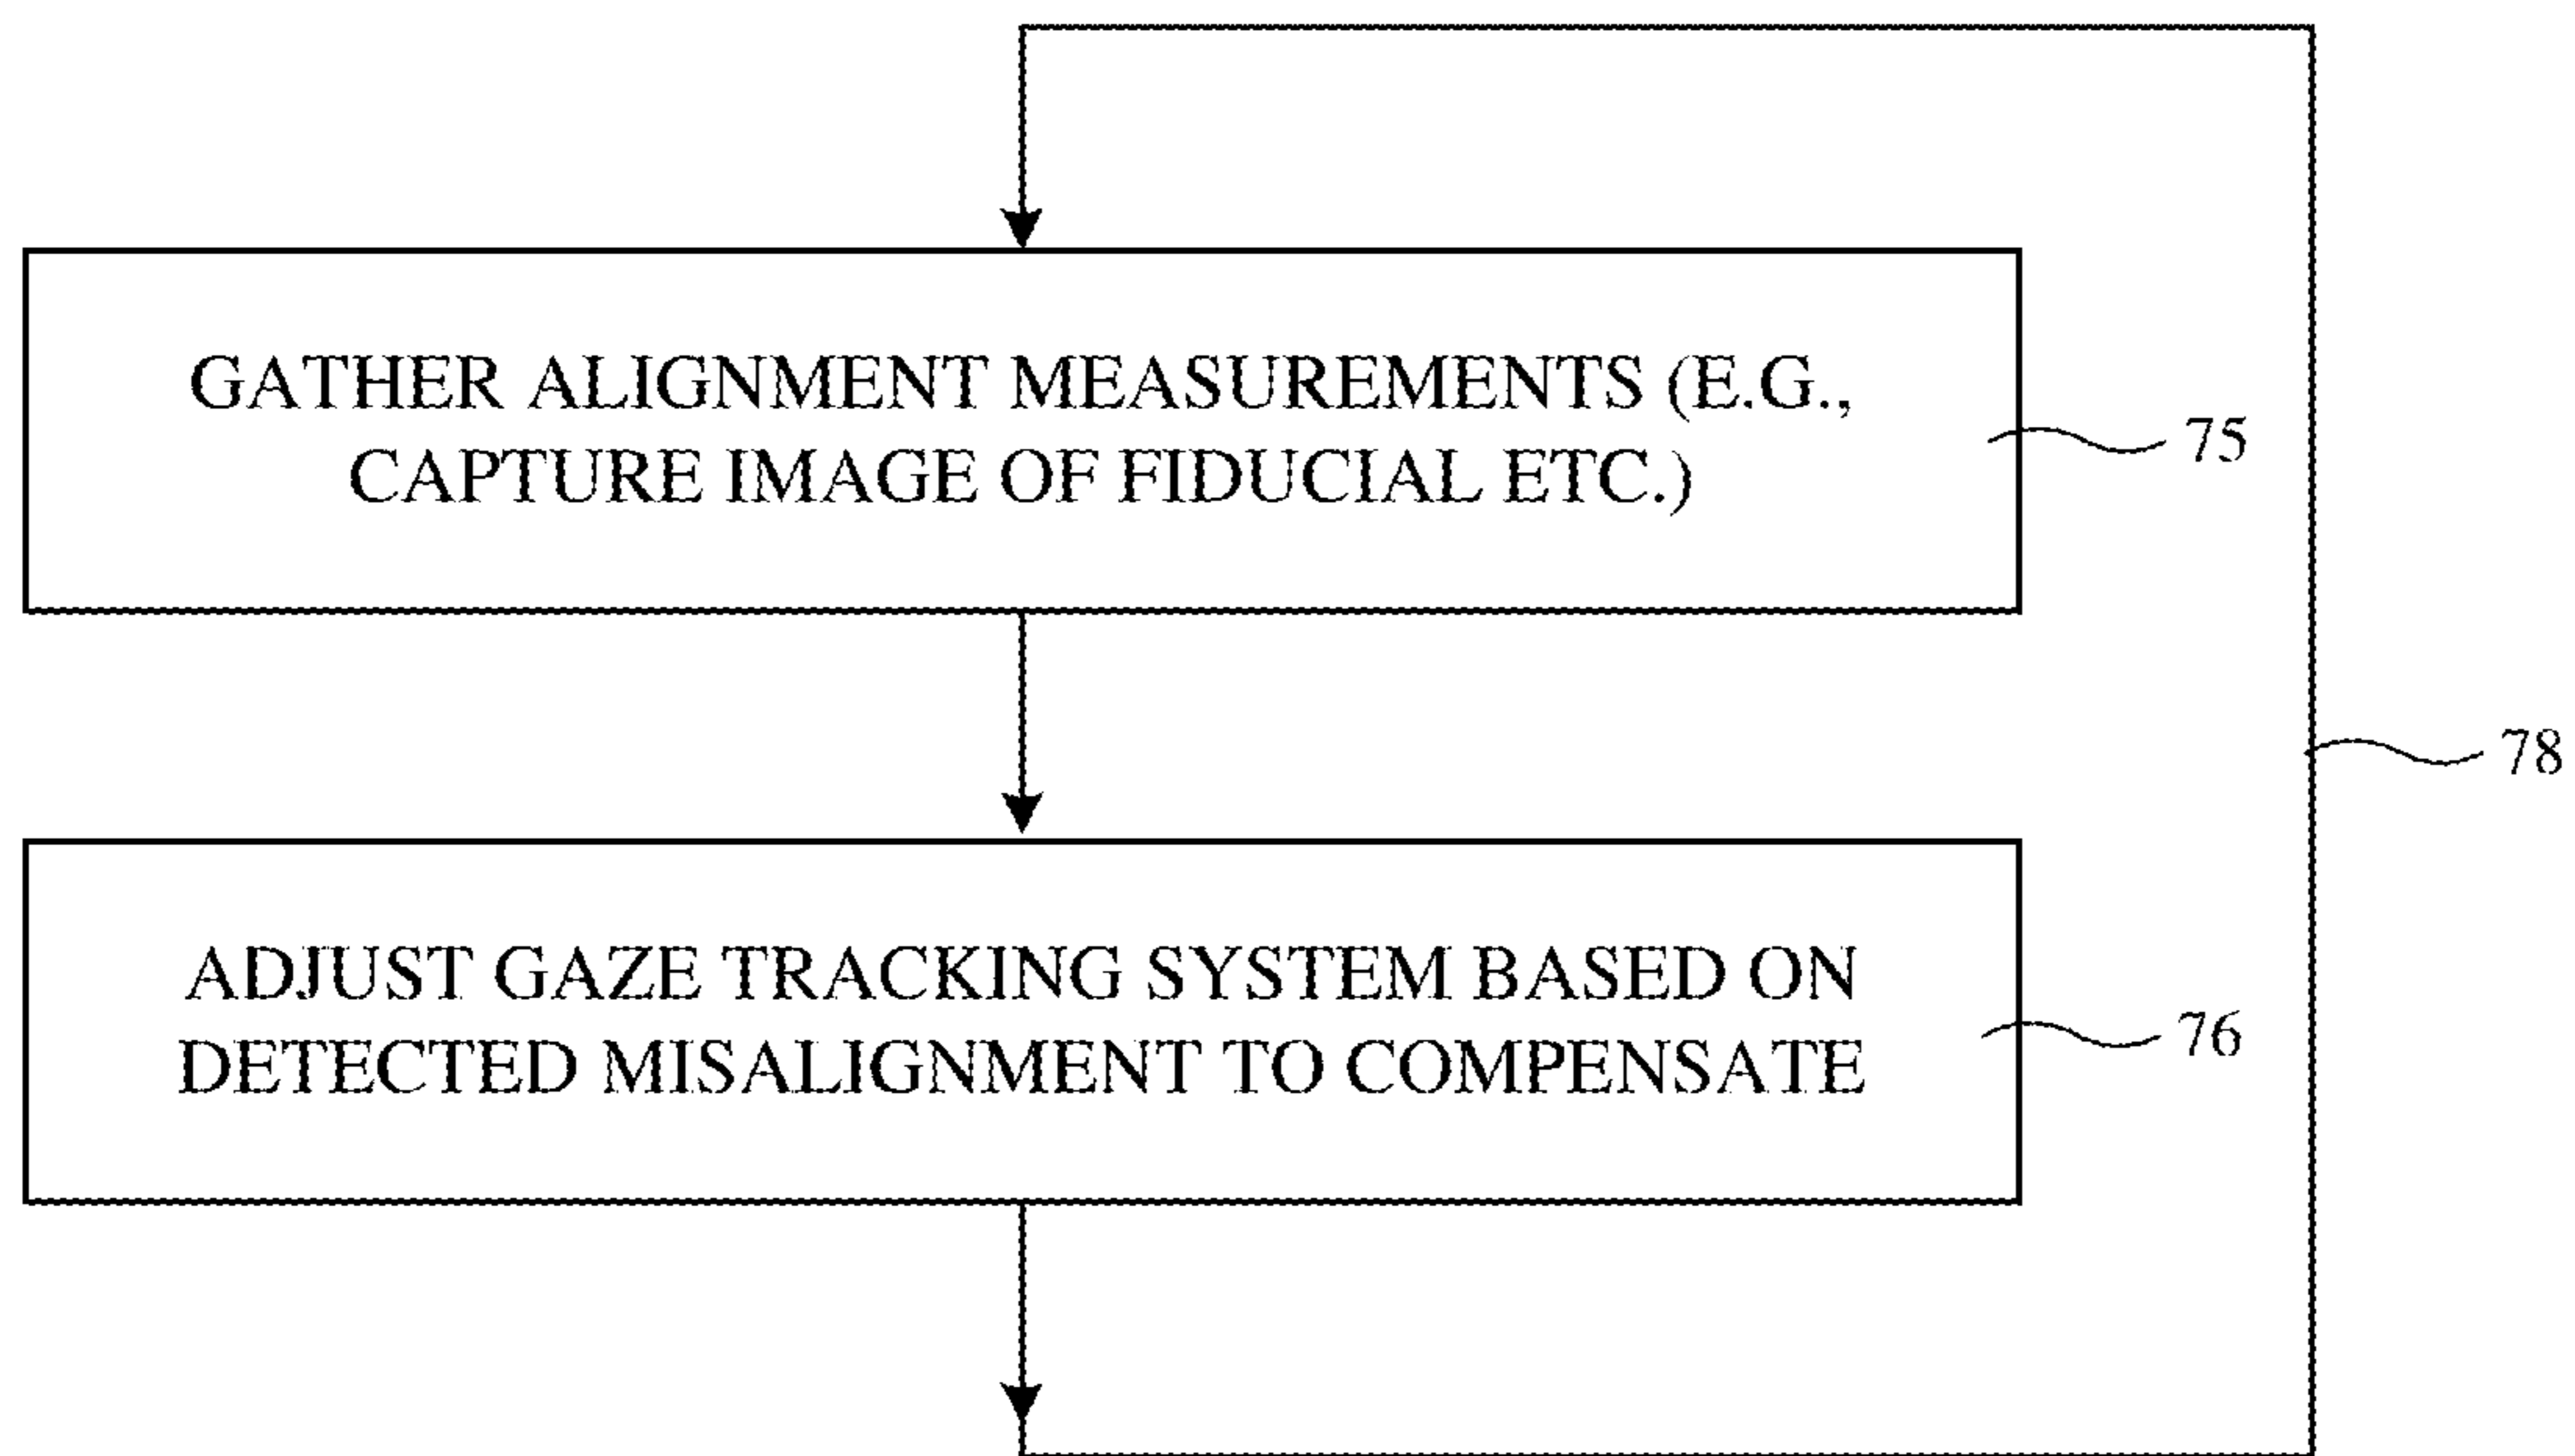 GATHER ALIGNMENT MEASUREMENTS (E.G.,
CAPTURE IMAGE OF FIDUCIAL ETC.)
75
78
ADJUST GAZE TRACKING SYSTEM BASED ON
DETECTED MISALIGNMENT TO COMPENSATE
76